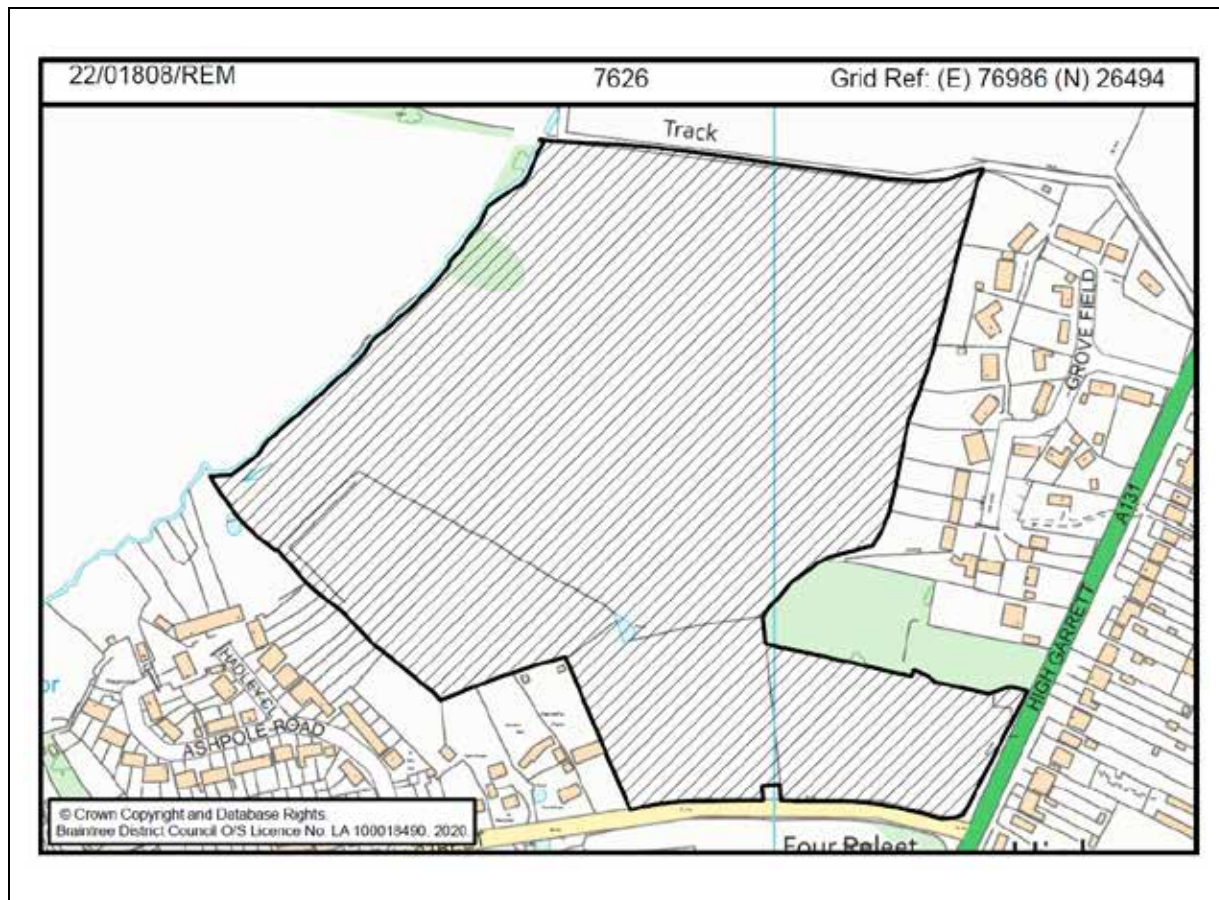 22/01808/REM 7626 Grid Ref: (E) 76986 (N) 26494
Track
GROVE FIELD
A131
HIGH GARRETT
HADLEY CL
ASHPOLE ROAD
Four
© Crown Copyright and Database Rights.
Braintree District Council O/S Licence No. LA 100018490. 2020.